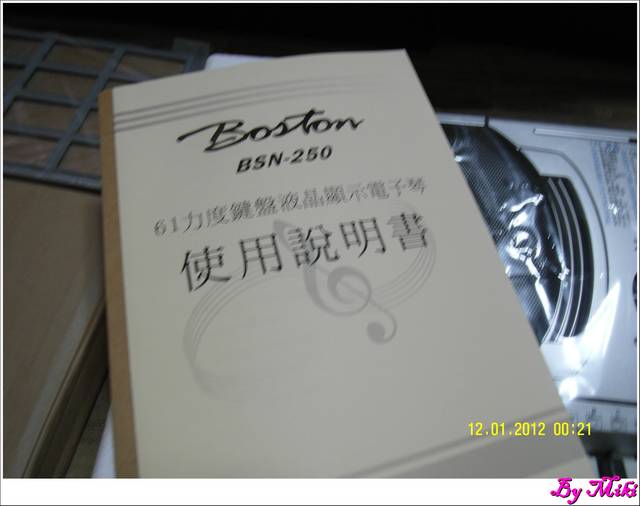 Boston
BSN-250
61力度鍵盤液晶顯示電子琴
使用說明書
12.01.2012 00:21
By Miki